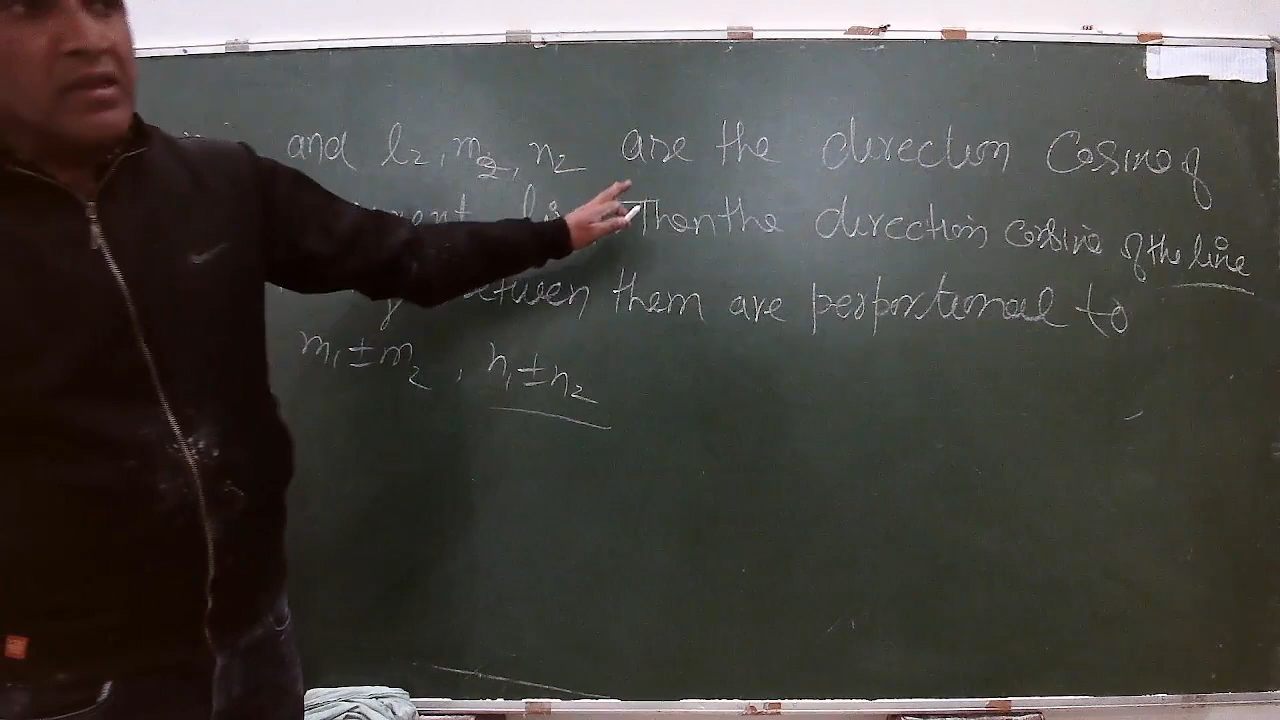 and l₂, m₂, n₂ are the direction Cosine of
Then the direction cosine of the line
between them are perportional to
m₁ ± m₂ , n₁ ± n₂